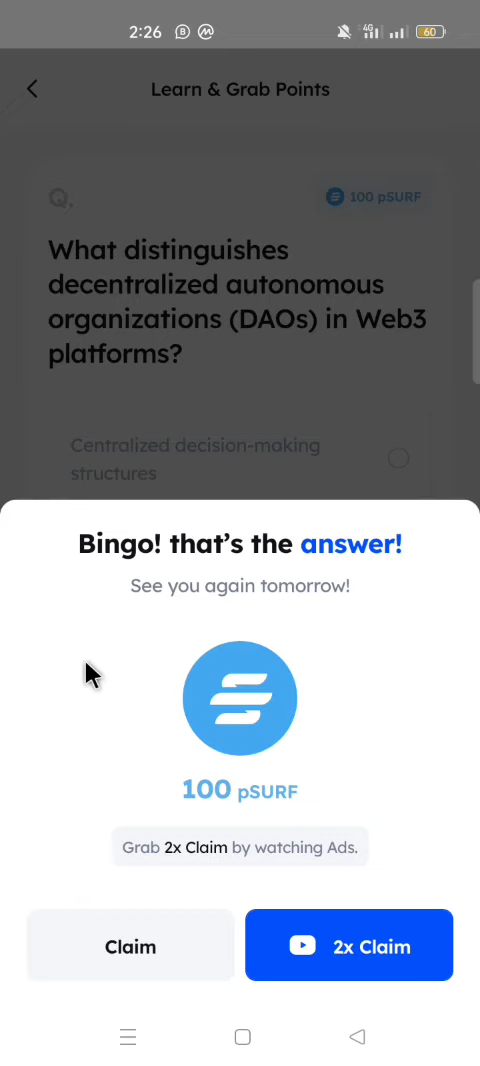 2:26
4G
60
Learn & Grab Points
Q.
100 pSURF
What distinguishes
decentralized autonomous
organizations (DAOs) in Web3
platforms?
Centralized decision-making
structures
Bingo! that's the answer!
See you again tomorrow!
100 pSURF
Grab 2x Claim by watching Ads.
Claim
2x Claim